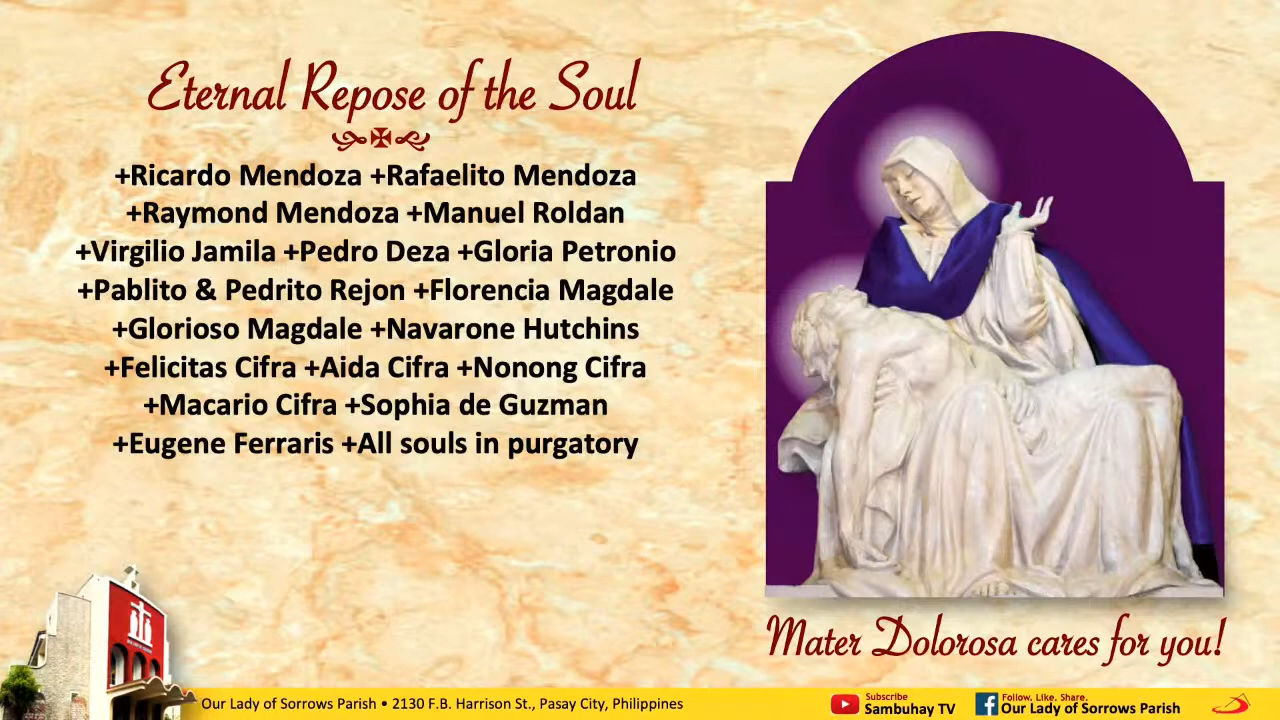 Eternal Repose of the Soul
+Ricardo Mendoza +Rafaelito Mendoza
+Raymond Mendoza +Manuel Roldan
+Virgilio Jamila +Pedro Deza +Gloria Petronio
+Pablito & Pedrito Rejon +Florencia Magdale
+Glorioso Magdale +Navarone Hutchins
+Felicitas Cifra +Aida Cifra +Nonong Cifra
+Macario Cifra +Sophia de Guzman
+Eugene Ferraris +All souls in purgatory
Mater Dolorosa cares for you!
Our Lady of Sorrows Parish • 2130 F.B. Harrison St., Pasay City, Philippines
Subscribe
Sambuhay TV
Follow. Like. Share.
Our Lady of Sorrows Parish